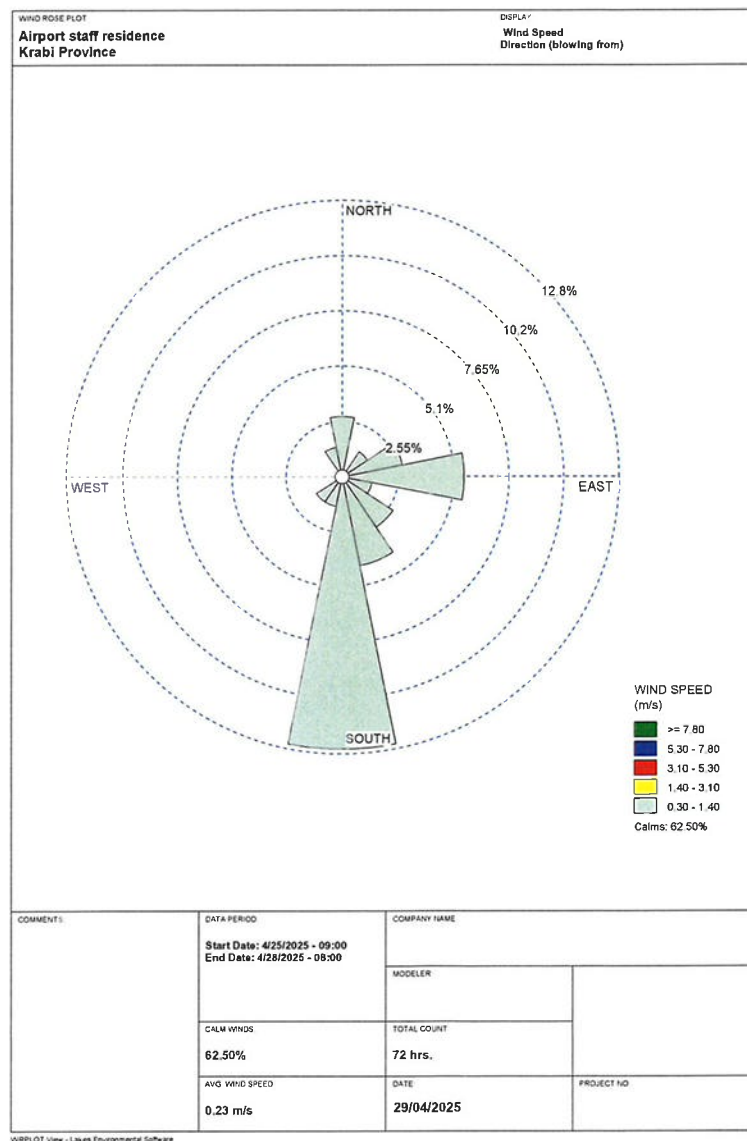 WIND ROSE PLOT
Airport staff residence
Krabi Province
DISPLAY
Wind Speed
Direction (blowing from)
NORTH
12.8%
10.2%
7.65%
5.1%
2.55%
WEST
EAST
SOUTH
WIND SPEED
(m/s)
>= 7.80
5.30 - 7.80
3.10 - 5.30
1.40 - 3.10
0.30 - 1.40
Calms: 62.50%
COMMENTS
DATA PERIOD
Start Date: 4/25/2025 - 09:00
End Date: 4/28/2025 - 08:00
COMPANY NAME
MODELER
CALM WINDS
62.50%
TOTAL COUNT
72 hrs.
AVG. WIND SPEED
0.23 m/s
DATE
29/04/2025
PROJECT NO
WRPLOT View - Lakes Environmental Software